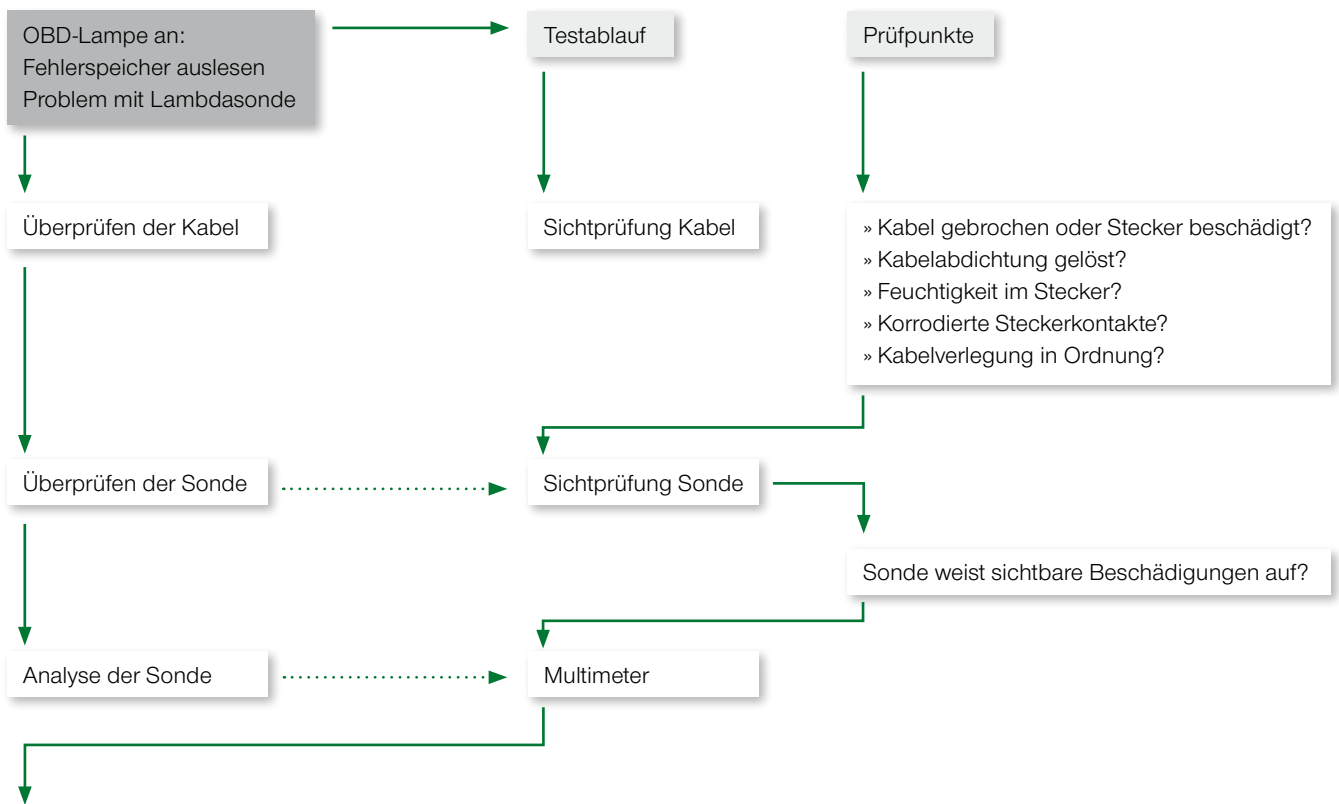 OBD-Lampe an:
Fehlerspeicher auslesen
Problem mit Lambdasonde
Testablauf
Prüfpunkte
Überprüfen der Kabel
Sichtprüfung Kabel
» Kabel gebrochen oder Stecker beschädigt?
» Kabelabdichtung gelöst?
» Feuchtigkeit im Stecker?
» Korrodierte Steckerkontakte?
» Kabelverlegung in Ordnung?
Überprüfen der Sonde
Sichtprüfung Sonde
Sonde weist sichtbare Beschädigungen auf?
Analyse der Sonde
Multimeter